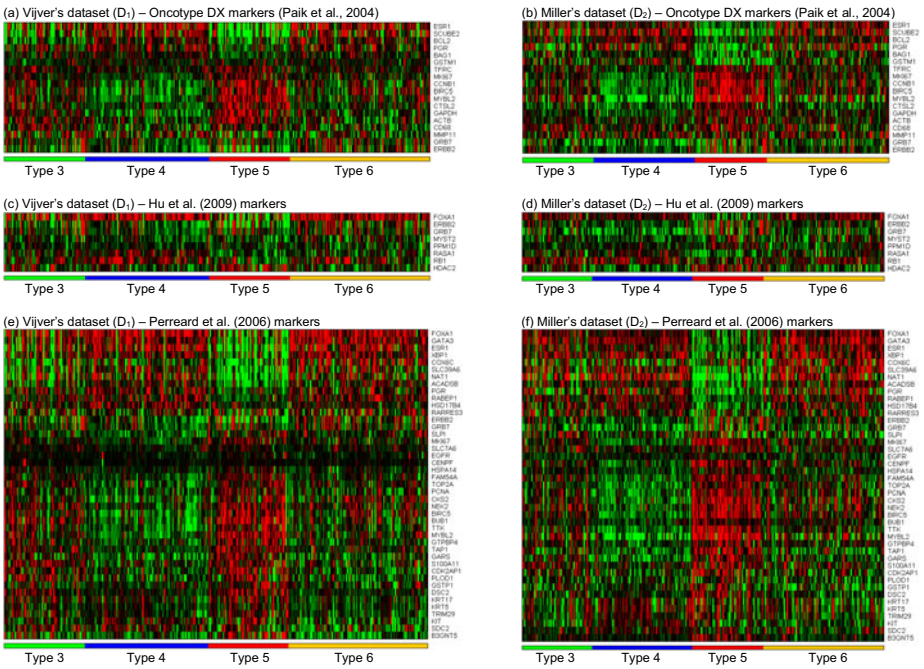 (a) Vijver's dataset (D1) – Oncotype DX markers (Paik et al., 2004)
ESR1
SCUBE2
BCL2
PGR
BAG1
GSTM1
TFRC
MKI67
CCNB1
BIRC5
MYBL2
CTSL2
GAPDH
ACTB
CD68
MMP11
GRB7
ERBB2
Type 3 Type 4 Type 5 Type 6
(b) Miller's dataset (D2) – Oncotype DX markers (Paik et al., 2004)
ESR1
SCUBE2
BCL2
PGR
BAG1
GSTM1
TFRC
MKI67
CCNB1
BIRC5
MYBL2
CTSL2
GAPDH
ACTB
CD68
MMP11
GRB7
ERBB2
Type 3 Type 4 Type 5 Type 6
(c) Vijver's dataset (D1) – Hu et al. (2009) markers
FOXA1
ERBB2
GRB7
MYST2
PPM1D
RASA1
RB1
HDAC2
Type 3 Type 4 Type 5 Type 6
(d) Miller's dataset (D2) – Hu et al. (2009) markers
FOXA1
ERBB2
GRB7
MYST2
PPM1D
RASA1
RB1
HDAC2
Type 3 Type 4 Type 5 Type 6
(e) Vijver's dataset (D1) – Perreard et al. (2006) markers
FOXA1
GATA3
ESR1
XBP1
COX6C
SLC39A6
NAT1
ACADSB
PGR
RABEP1
HSD17B4
RARRES3
ERBB2
GRB7
SLPI
MKI67
SLC7A6
EGFR
CENPF
HSPA14
FAM54A
TOP2A
PCNA
CKS2
NEK2
BIRC5
BUB1
TTK
MYBL2
GTPBP4
TAP1
GARS
S100A11
CDK2AP1
PLOD1
GSTP1
DSC2
KRT17
KRT5
TRIM29
KIT
SDC2
B3GNT5
Type 3 Type 4 Type 5 Type 6
(f) Miller's dataset (D2) – Perreard et al. (2006) markers
FOXA1
GATA3
ESR1
XBP1
COX6C
SLC39A6
NAT1
ACADSB
PGR
RABEP1
HSD17B4
RARRES3
ERBB2
GRB7
SLPI
MKI67
SLC7A6
EGFR
CENPF
HSPA14
FAM54A
TOP2A
PCNA
CKS2
NEK2
BIRC5
BUB1
TTK
MYBL2
GTPBP4
TAP1
GARS
S100A11
CDK2AP1
PLOD1
GSTP1
DSC2
KRT17
KRT5
TRIM29
KIT
SDC2
B3GNT5
Type 3 Type 4 Type 5 Type 6